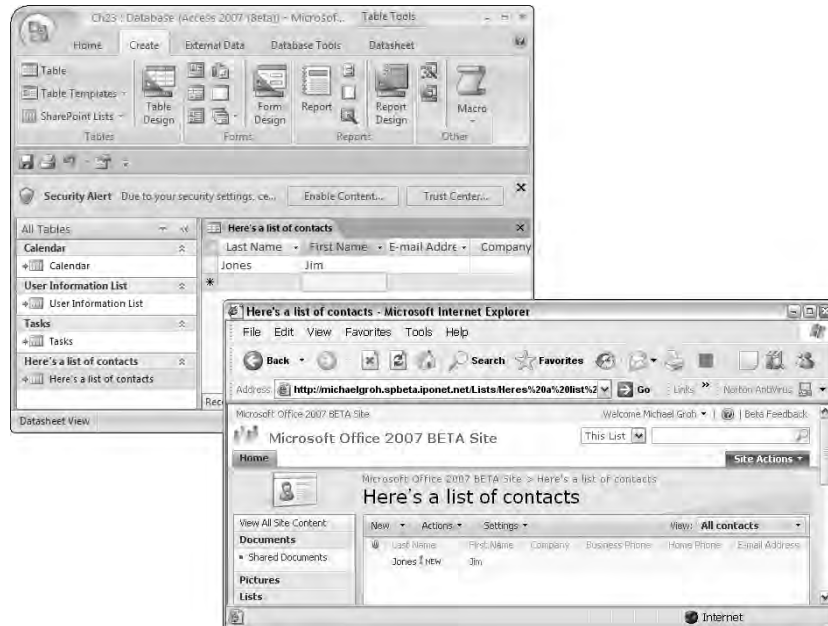 Ch23 : Database (Access 2007 (Beta)) - Microsof... Table Tools
Home Create External Data Database Tools Datasheet
Table
Table Templates
SharePoint Lists
Table Design
Form Design
Report
Report Design
Macro
Tables Forms Reports Other
Security Alert Due to your security settings, ce... Enable Content... Trust Center...
All Tables
Calendar
Calendar
User Information List
User Information List
Tasks
Tasks
Here's a list of contacts
Here's a list of contacts
Datasheet View
Here's a list of contacts
Last Name First Name E-mail Addre Company
Jones Jim
Rec
Here's a list of contacts - Microsoft Internet Explorer
File Edit View Favorites Tools Help
Back Search Favorites
Address http://michaelgroh.spbeta.iponet.net/Lists/Heres%20a%20list%2 Go Links » Norton AntiVirus
Microsoft Office 2007 BETA Site Welcome Michael Groh | Beta Feedback
Microsoft Office 2007 BETA Site This List
Home Site Actions
Microsoft Office 2007 BETA Site > Here's a list of contacts
Here's a list of contacts
View All Site Content
Documents
Shared Documents
Pictures
Lists
New Actions Settings View: All contacts
Last Name First Name Company Business Phone Home Phone E-mail Address
Jones ! NEW Jim
Internet